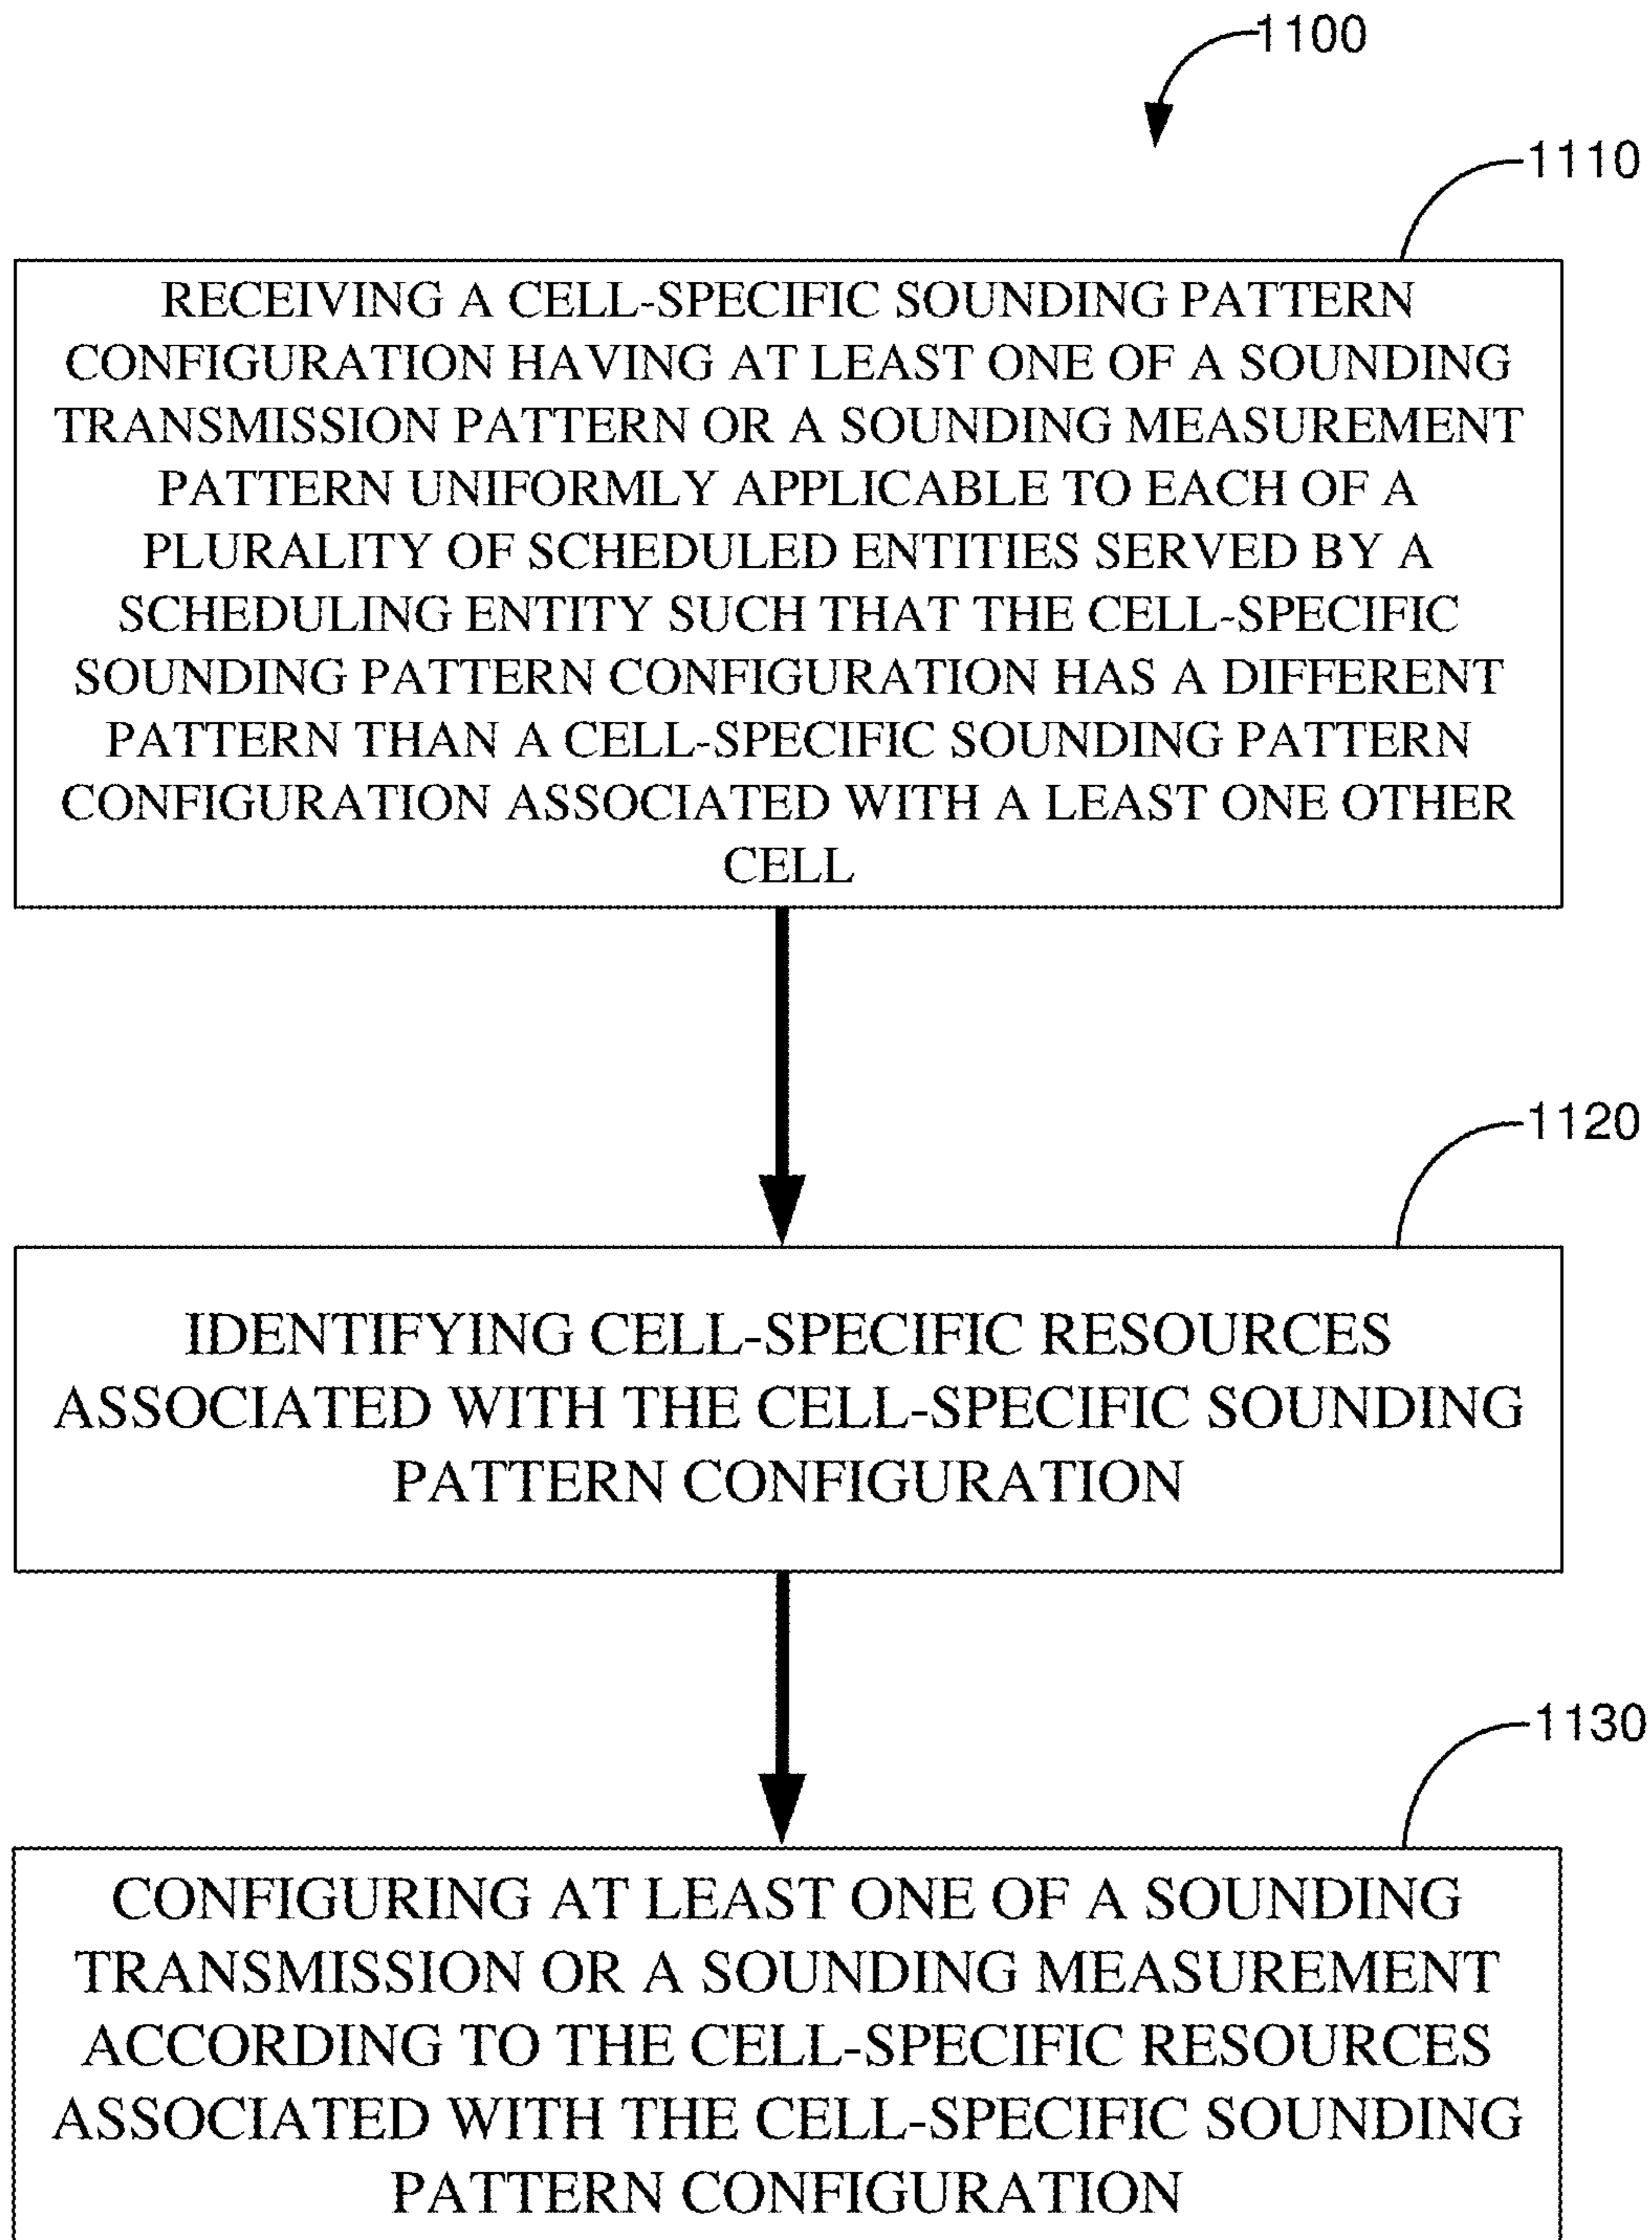 1100
1110
RECEIVING A CELL-SPECIFIC SOUNDING PATTERN
CONFIGURATION HAVING AT LEAST ONE OF A SOUNDING
TRANSMISSION PATTERN OR A SOUNDING MEASUREMENT
PATTERN UNIFORMLY APPLICABLE TO EACH OF A
PLURALITY OF SCHEDULED ENTITIES SERVED BY A
SCHEDULING ENTITY SUCH THAT THE CELL-SPECIFIC
SOUNDING PATTERN CONFIGURATION HAS A DIFFERENT
PATTERN THAN A CELL-SPECIFIC SOUNDING PATTERN
CONFIGURATION ASSOCIATED WITH A LEAST ONE OTHER
CELL
1120
IDENTIFYING CELL-SPECIFIC RESOURCES
ASSOCIATED WITH THE CELL-SPECIFIC SOUNDING
PATTERN CONFIGURATION
1130
CONFIGURING AT LEAST ONE OF A SOUNDING
TRANSMISSION OR A SOUNDING MEASUREMENT
ACCORDING TO THE CELL-SPECIFIC RESOURCES
ASSOCIATED WITH THE CELL-SPECIFIC SOUNDING
PATTERN CONFIGURATION